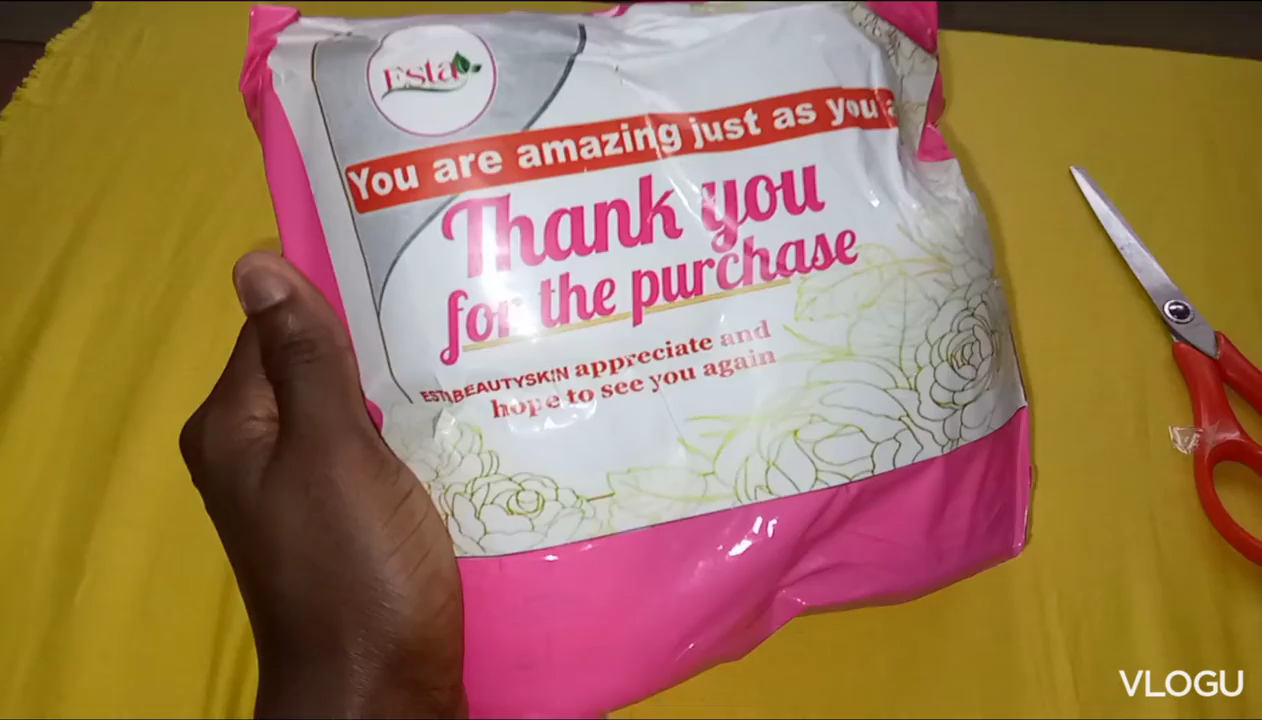 Esta
You are amazing just as you a
Thank you
for the purchase
ESTABEAUTYSKIN appreciate and
hope to see you again
VLOGU